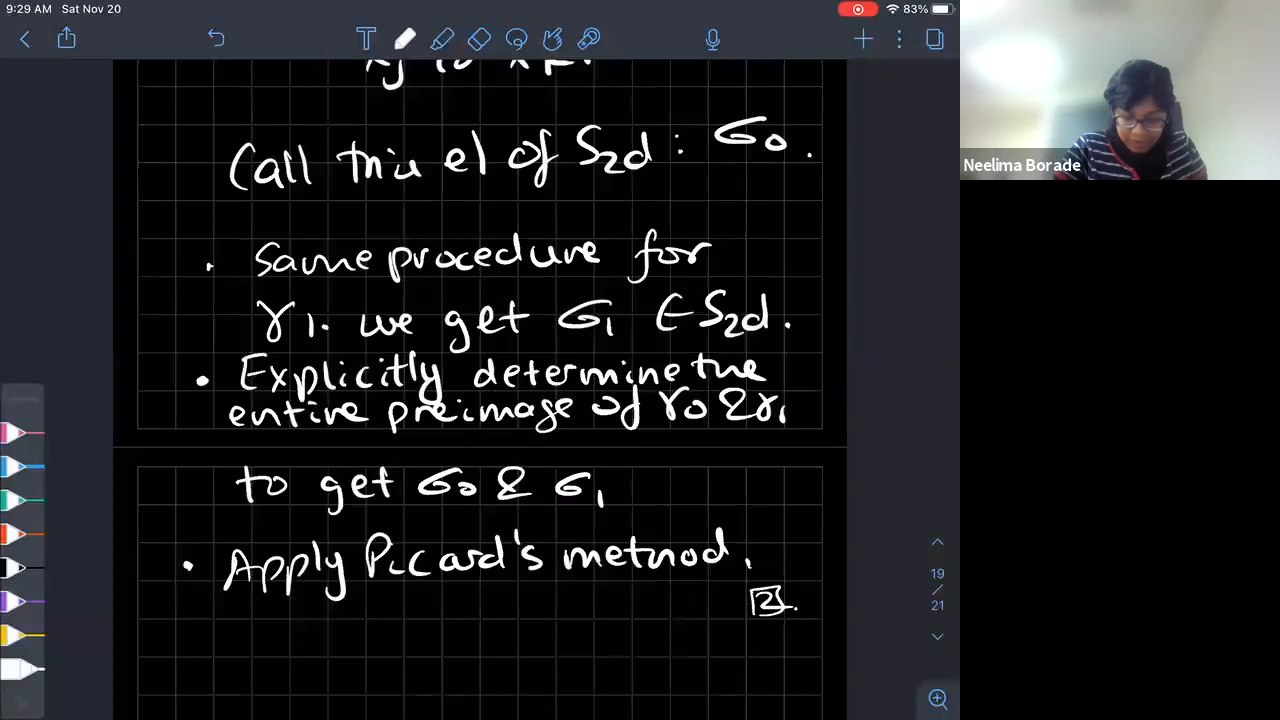 9:29 AM Sat Nov 20
83%
Call this el of S2d : σ0.
Neelima Borade
• same procedure for
γ1. we get σ1 ∈ S2d.
• Explicitly determine the
entire preimage of γ0 & γ1
to get σ0 & σ1
• Apply Piccard's method.
[2].
19
/
21